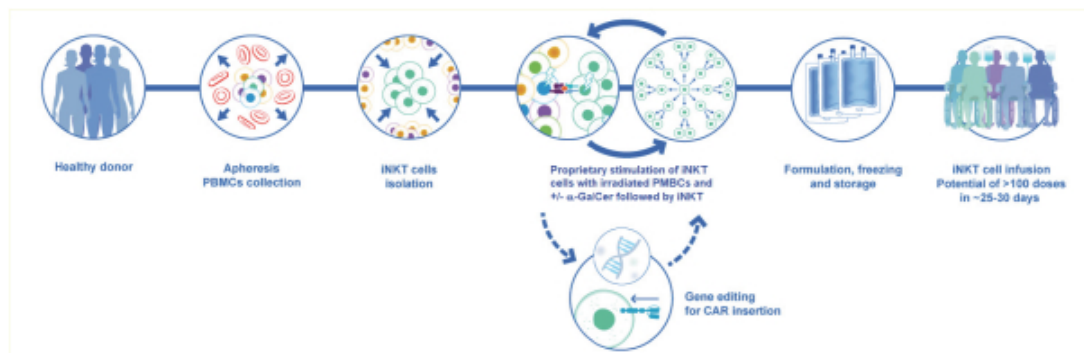 Healthy donor
Apheresis
PBMCs collection
iNKT cells
isolation
Proprietary stimulation of iNKT
cells with irradiated PMBCs and
+/- α-GalCer followed by iNKT
Formulation, freezing
and storage
iNKT cell infusion
Potential of >100 doses
in ~25-30 days
Gene editing
for CAR insertion